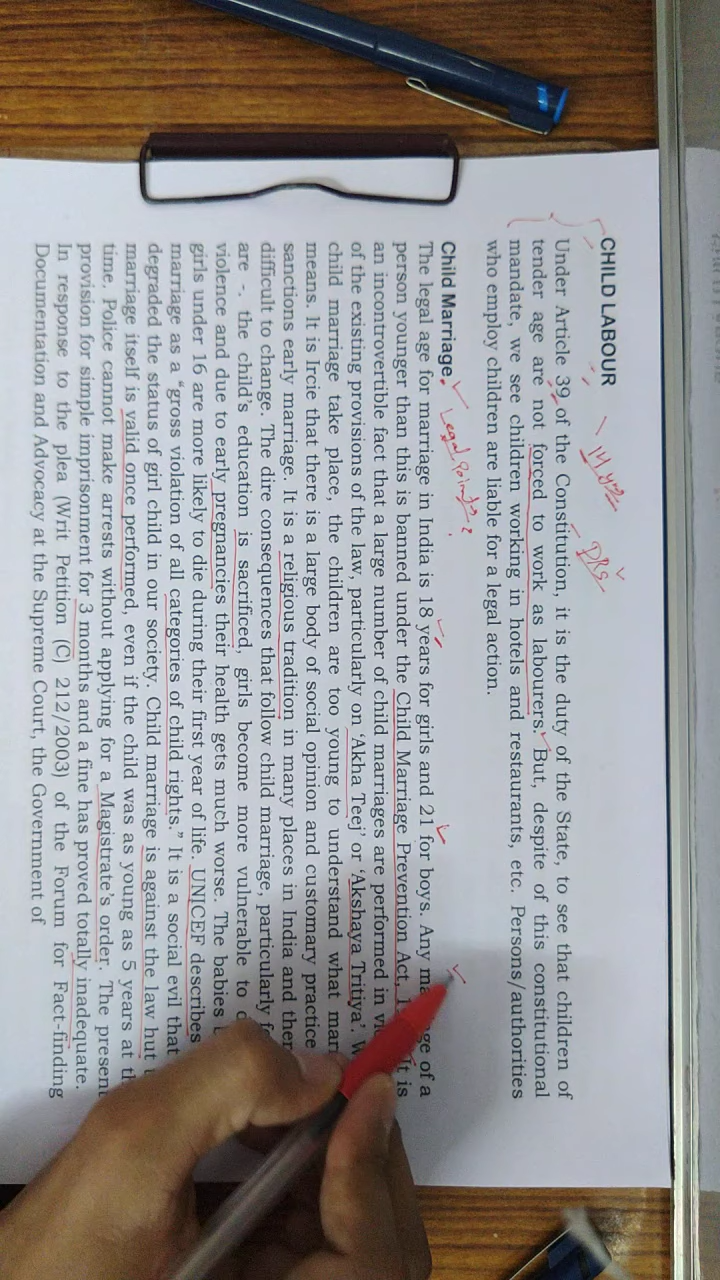 CHILD LABOUR
14 yrs
Under Article 39 of the Constitution, it is the duty of the State, to see that children of
tender age are not forced to work as labourers. But, despite of this constitutional
mandate, we see children working in hotels and restaurants, etc. Persons/authorities
who employ children are liable for a legal action.
Child Marriage
Legal Points?
The legal age for marriage in India is 18 years for girls and 21 for boys. Any of a
person younger than this is banned under the Child Marriage Prevention Act, It is
an incontrovertible fact that a large number of child marriages are performed in
of the existing provisions of the law, particularly on 'Akha Teej' or 'Akshaya Tritiya'.
child marriage take place, the children are too young to understand what
means. It is Ircie that there is a large body of social opinion and customary practice
sanctions early marriage. It is a religious tradition in many places in India and
difficult to change. The dire consequences that follow child marriage, particularly
are -. the child's education is sacrificed, girls become more vulnerable to
violence and due to early pregnancies their health gets much worse. The babies
girls under 16 are more likely to die during their first year of life. UNICEF describes
marriage as a "gross violation of all categories of child rights." It is a social evil that
degraded the status of girl child in our society. Child marriage is against the law but
marriage itself is valid once performed, even if the child was as young as 5 years at
time. Police cannot make arrests without applying for a Magistrate's order. The present
provision for simple imprisonment for 3 months and a fine has proved totally inadequate.
In response to the plea (Writ Petition (C) 212/2003) of the Forum for Fact-finding
Documentation and Advocacy at the Supreme Court, the Government of